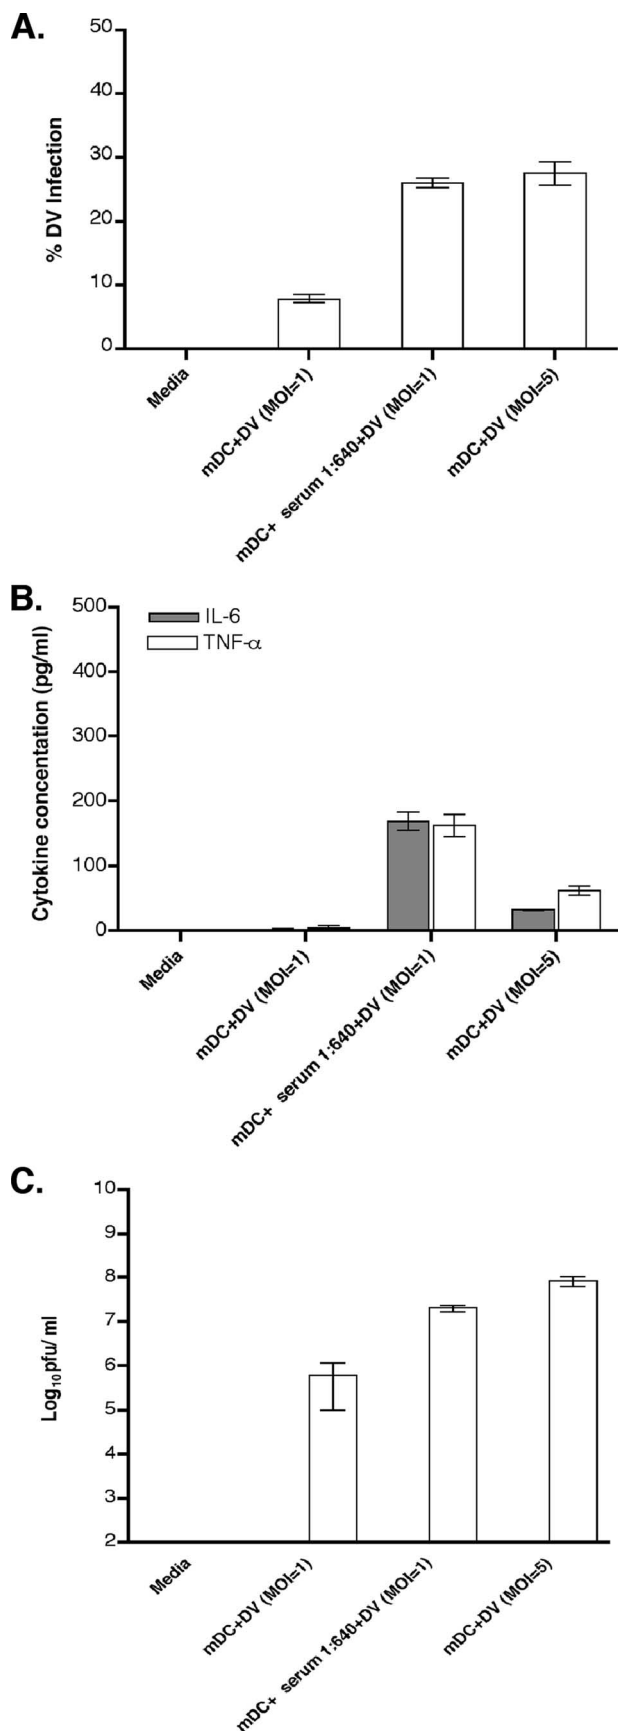 A.
% DV Infection
50
40
30
20
10
0
Media
mDC+DV (MOI=1)
mDC+ serum 1:640+DV (MOI=1)
mDC+DV (MOI=5)
B.
Cytokine concentration (pg/ml)
500
400
300
200
100
0
IL-6
TNF-α
Media
mDC+DV (MOI=1)
mDC+ serum 1:640+DV (MOI=1)
mDC+DV (MOI=5)
C.
Log₁₀pfu/ ml
10
9
8
7
6
5
4
3
2
Media
mDC+DV (MOI=1)
mDC+ serum 1:640+DV (MOI=1)
mDC+DV (MOI=5)